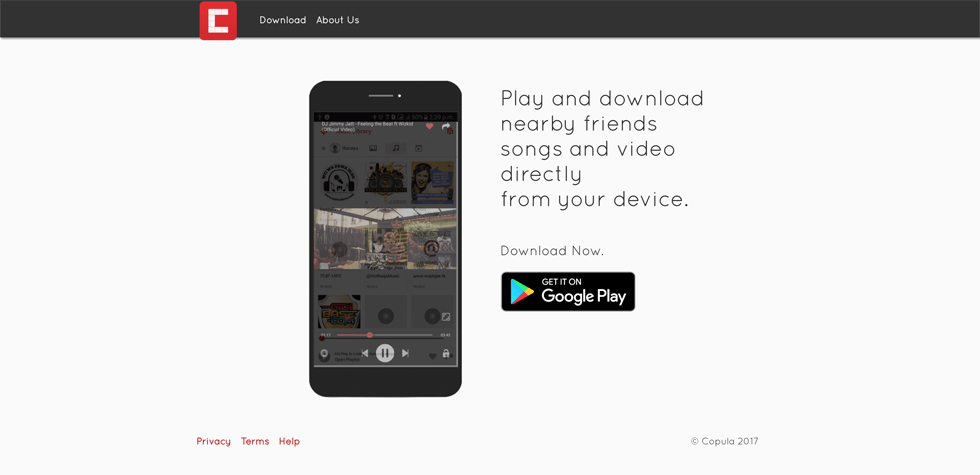 Download About Us
Play and download
nearby friends
songs and video
directly
from your device.
Download Now.
GET IT ON
Google Play
DJ Jimmy Jatt - Feeling the Beat ft Wizkid
(Official Video)
Privacy Terms Help
© Copula 2017